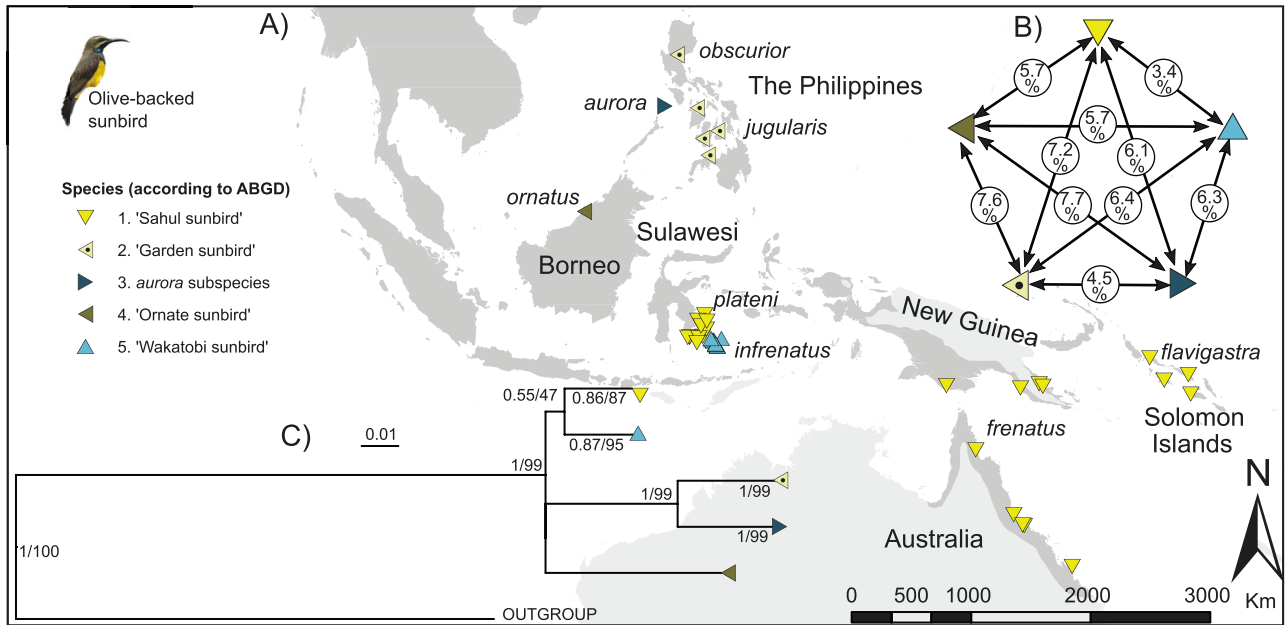 A)
B)
obscurior
The Philippines
aurora
jugularis
Olive-backed
sunbird
Species (according to ABGD)
1. 'Sahul sunbird'
2. 'Garden sunbird'
3. aurora subspecies
4. 'Ornate sunbird'
5. 'Wakatobi sunbird'
ornatus
Sulawesi
Borneo
plateni
infrenatus
New Guinea
flavigastra
Solomon
Islands
frenatus
Australia
5.7
%
3.4
%
5.7
%
7.2
%
6.1
%
7.6
%
7.7
%
6.4
%
6.3
%
4.5
%
C)
0.01
0.55/47
0.86/87
0.87/95
1/99
1/99
1/99
1/99
1/100
OUTGROUP
N
0 500 1000 2000 3000
Km